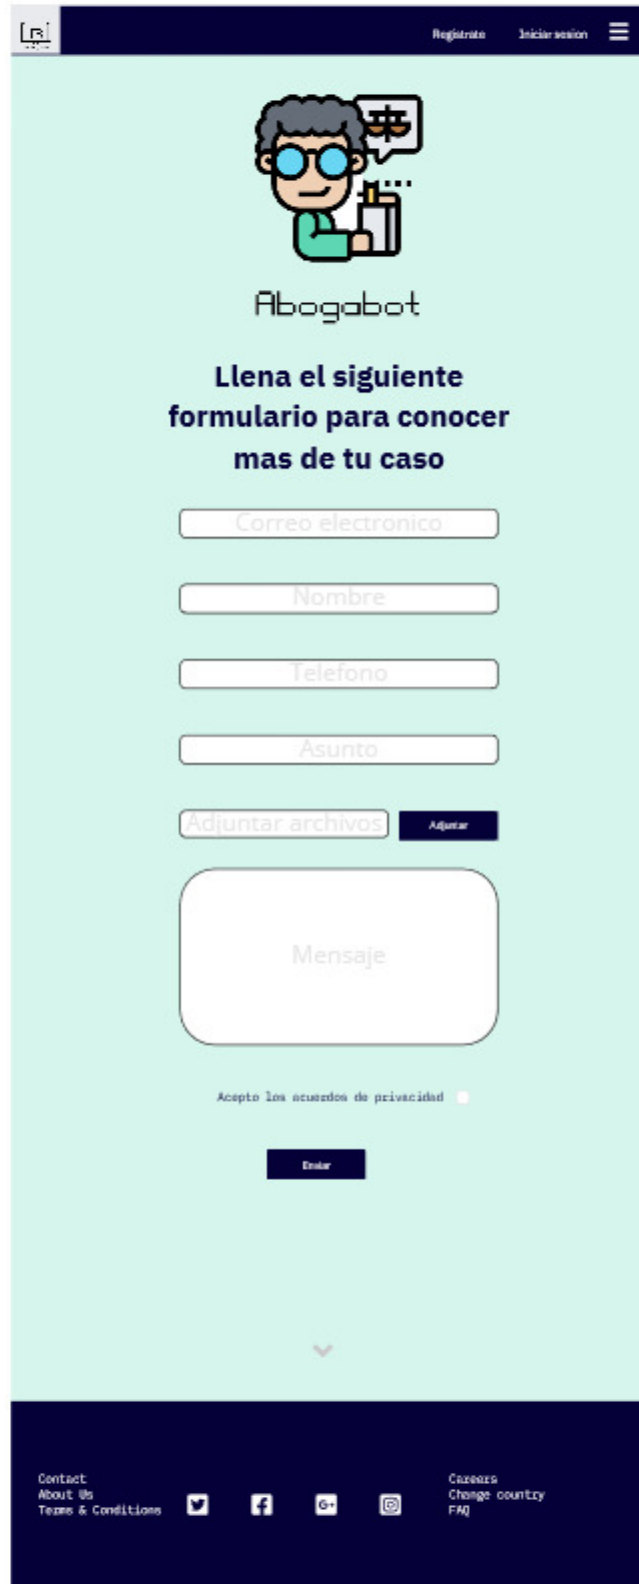 Registrate
Iniciar sesion
Abogabot
Llena el siguiente
formulario para conocer
mas de tu caso
Correo electronico
Nombre
Telefono
Asunto
Adjuntar archivos
Adjuntar
Mensaje
Acepto los acuerdos de privacidad
Enviar
Contact
About Us
Terms & Conditions
G+
Careers
Change country
FAQ